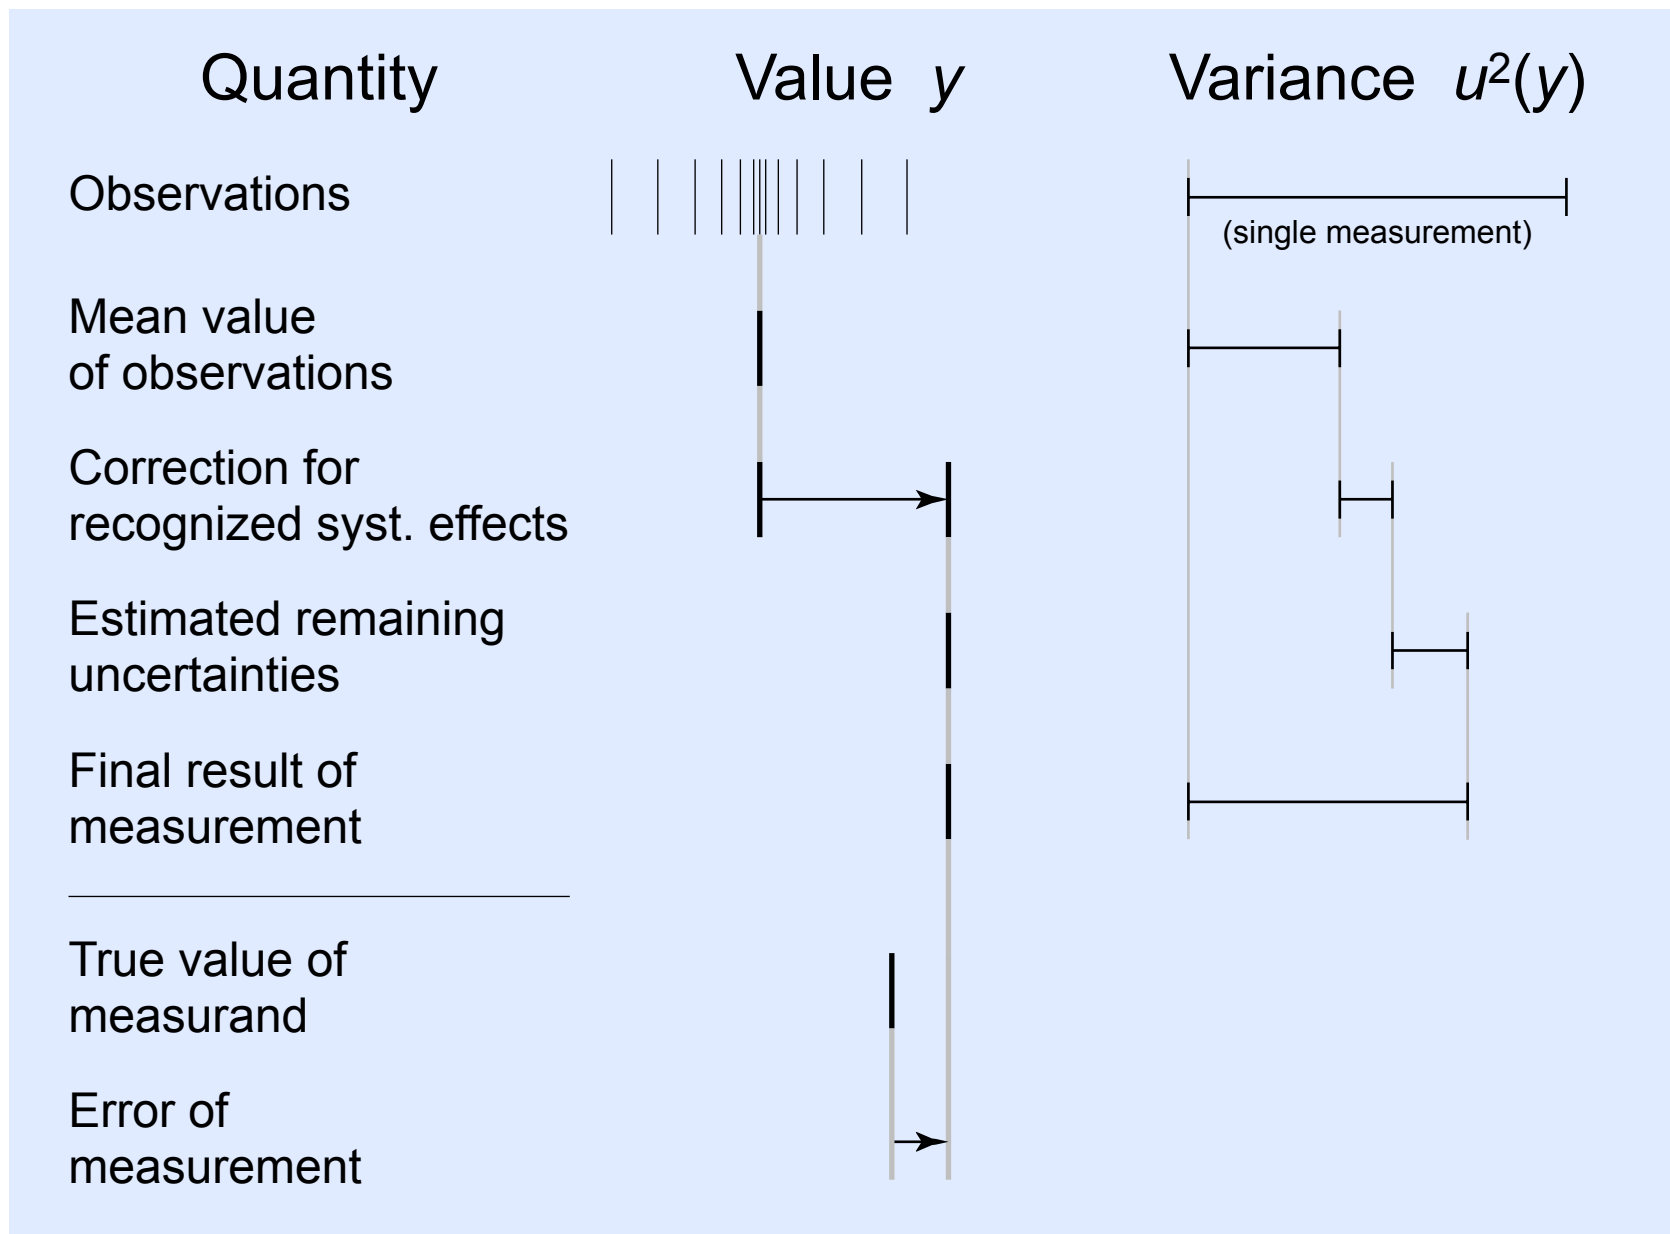 Quantity Value y Variance u²(y)
Observations
(single measurement)
Mean value
of observations
Correction for
recognized syst. effects
Estimated remaining
uncertainties
Final result of
measurement
True value of
measurand
Error of
measurement